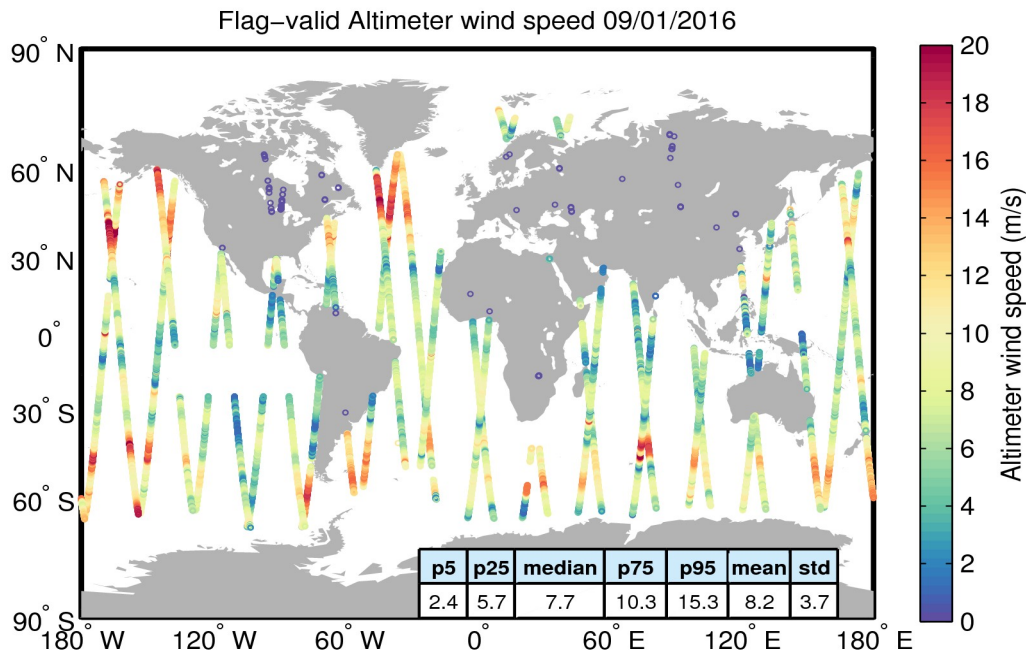 Flag−valid Altimeter wind speed 09/01/2016
90° N
60° N
30° N
0°
30° S
60° S
90° S
180° W
120° W
60° W
0°
60° E
120° E
180° E
p5 p25 median p75 p95 mean std
2.4 5.7 7.7 10.3 15.3 8.2 3.7
20
18
16
14
12
10
8
6
4
2
0
Altimeter wind speed (m/s)